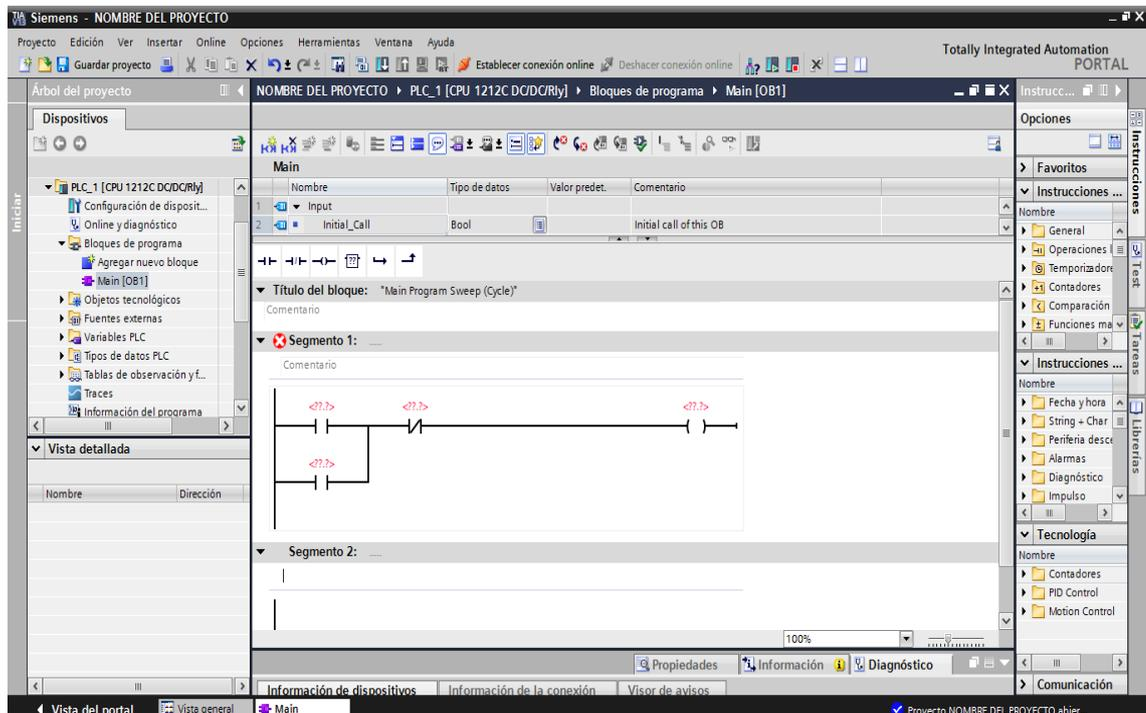 Siemens - NOMBRE DEL PROYECTO
Proyecto Edición Ver Insertar Online Opciones Herramientas Ventana Ayuda
Totally Integrated Automation
PORTAL
Guardar proyecto Establecer conexión online Deshacer conexión online
Árbol del proyecto
NOMBRE DEL PROYECTO PLC_1 [CPU 1212C DC/DC/Rly] Bloques de programa Main [OB1]
Instrucc...
Dispositivos
Opciones
Iniciar
PLC_1 [CPU 1212C DC/DC/Rly]
Configuración de disposit...
Online y diagnóstico
Bloques de programa
Agregar nuevo bloque
Main [OB1]
Objetos tecnológicos
Fuentes externas
Variables PLC
Tipos de datos PLC
Tablas de observación y f...
Traces
Información del programa
Vista detallada
Nombre Dirección
Main
Nombre Tipo de datos Valor predet. Comentario
1 Input
2 Initial_Call Bool Initial call of this OB
Título del bloque: "Main Program Sweep (Cycle)"
Comentario
Segmento 1: .....
Comentario
<??.?> <??.?> <??.?>
<??.?>
Segmento 2: .....
100%
Propiedades Información Diagnóstico
Información de dispositivos Información de la conexión Visor de avisos
Favoritos
Instrucciones ...
Nombre
General
Operaciones
Temporizadore
Contadores
Comparación
Funciones ma
Instrucciones ...
Nombre
Fecha y hora
String + Char
Periferia desce
Alarmas
Diagnóstico
Impulso
Tecnología
Nombre
Contadores
PID Control
Motion Control
Comunicación
Instrucciones
Test
Tareas
Librerías
Vista del portal Vista general Main Proyecto NOMBRE DEL PROYECTO abier